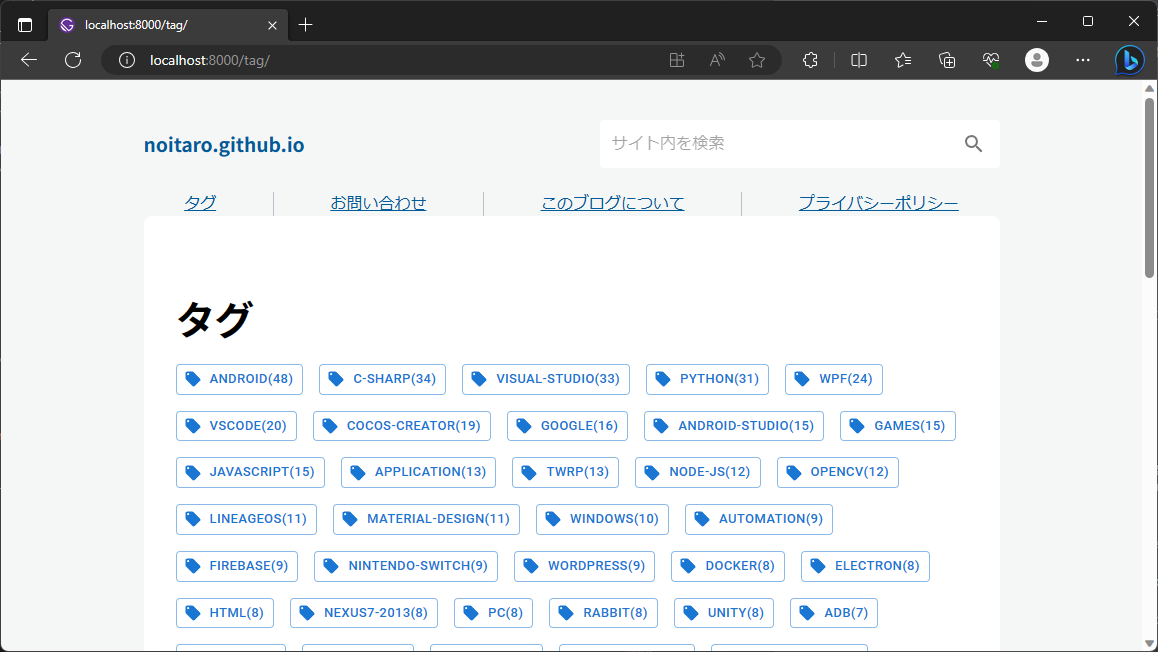 localhost:8000/tag/
localhost:8000/tag/
noitaro.github.io
サイト内を検索
タグ
お問い合わせ
このブログについて
プライバシーポリシー
タグ
ANDROID(48) C-SHARP(34) VISUAL-STUDIO(33) PYTHON(31) WPF(24)
VSCODE(20) COCOS-CREATOR(19) GOOGLE(16) ANDROID-STUDIO(15) GAMES(15)
JAVASCRIPT(15) APPLICATION(13) TWRP(13) NODE-JS(12) OPENCV(12)
LINEAGEOS(11) MATERIAL-DESIGN(11) WINDOWS(10) AUTOMATION(9)
FIREBASE(9) NINTENDO-SWITCH(9) WORDPRESS(9) DOCKER(8) ELECTRON(8)
HTML(8) NEXUS7-2013(8) PC(8) RABBIT(8) UNITY(8) ADB(7)